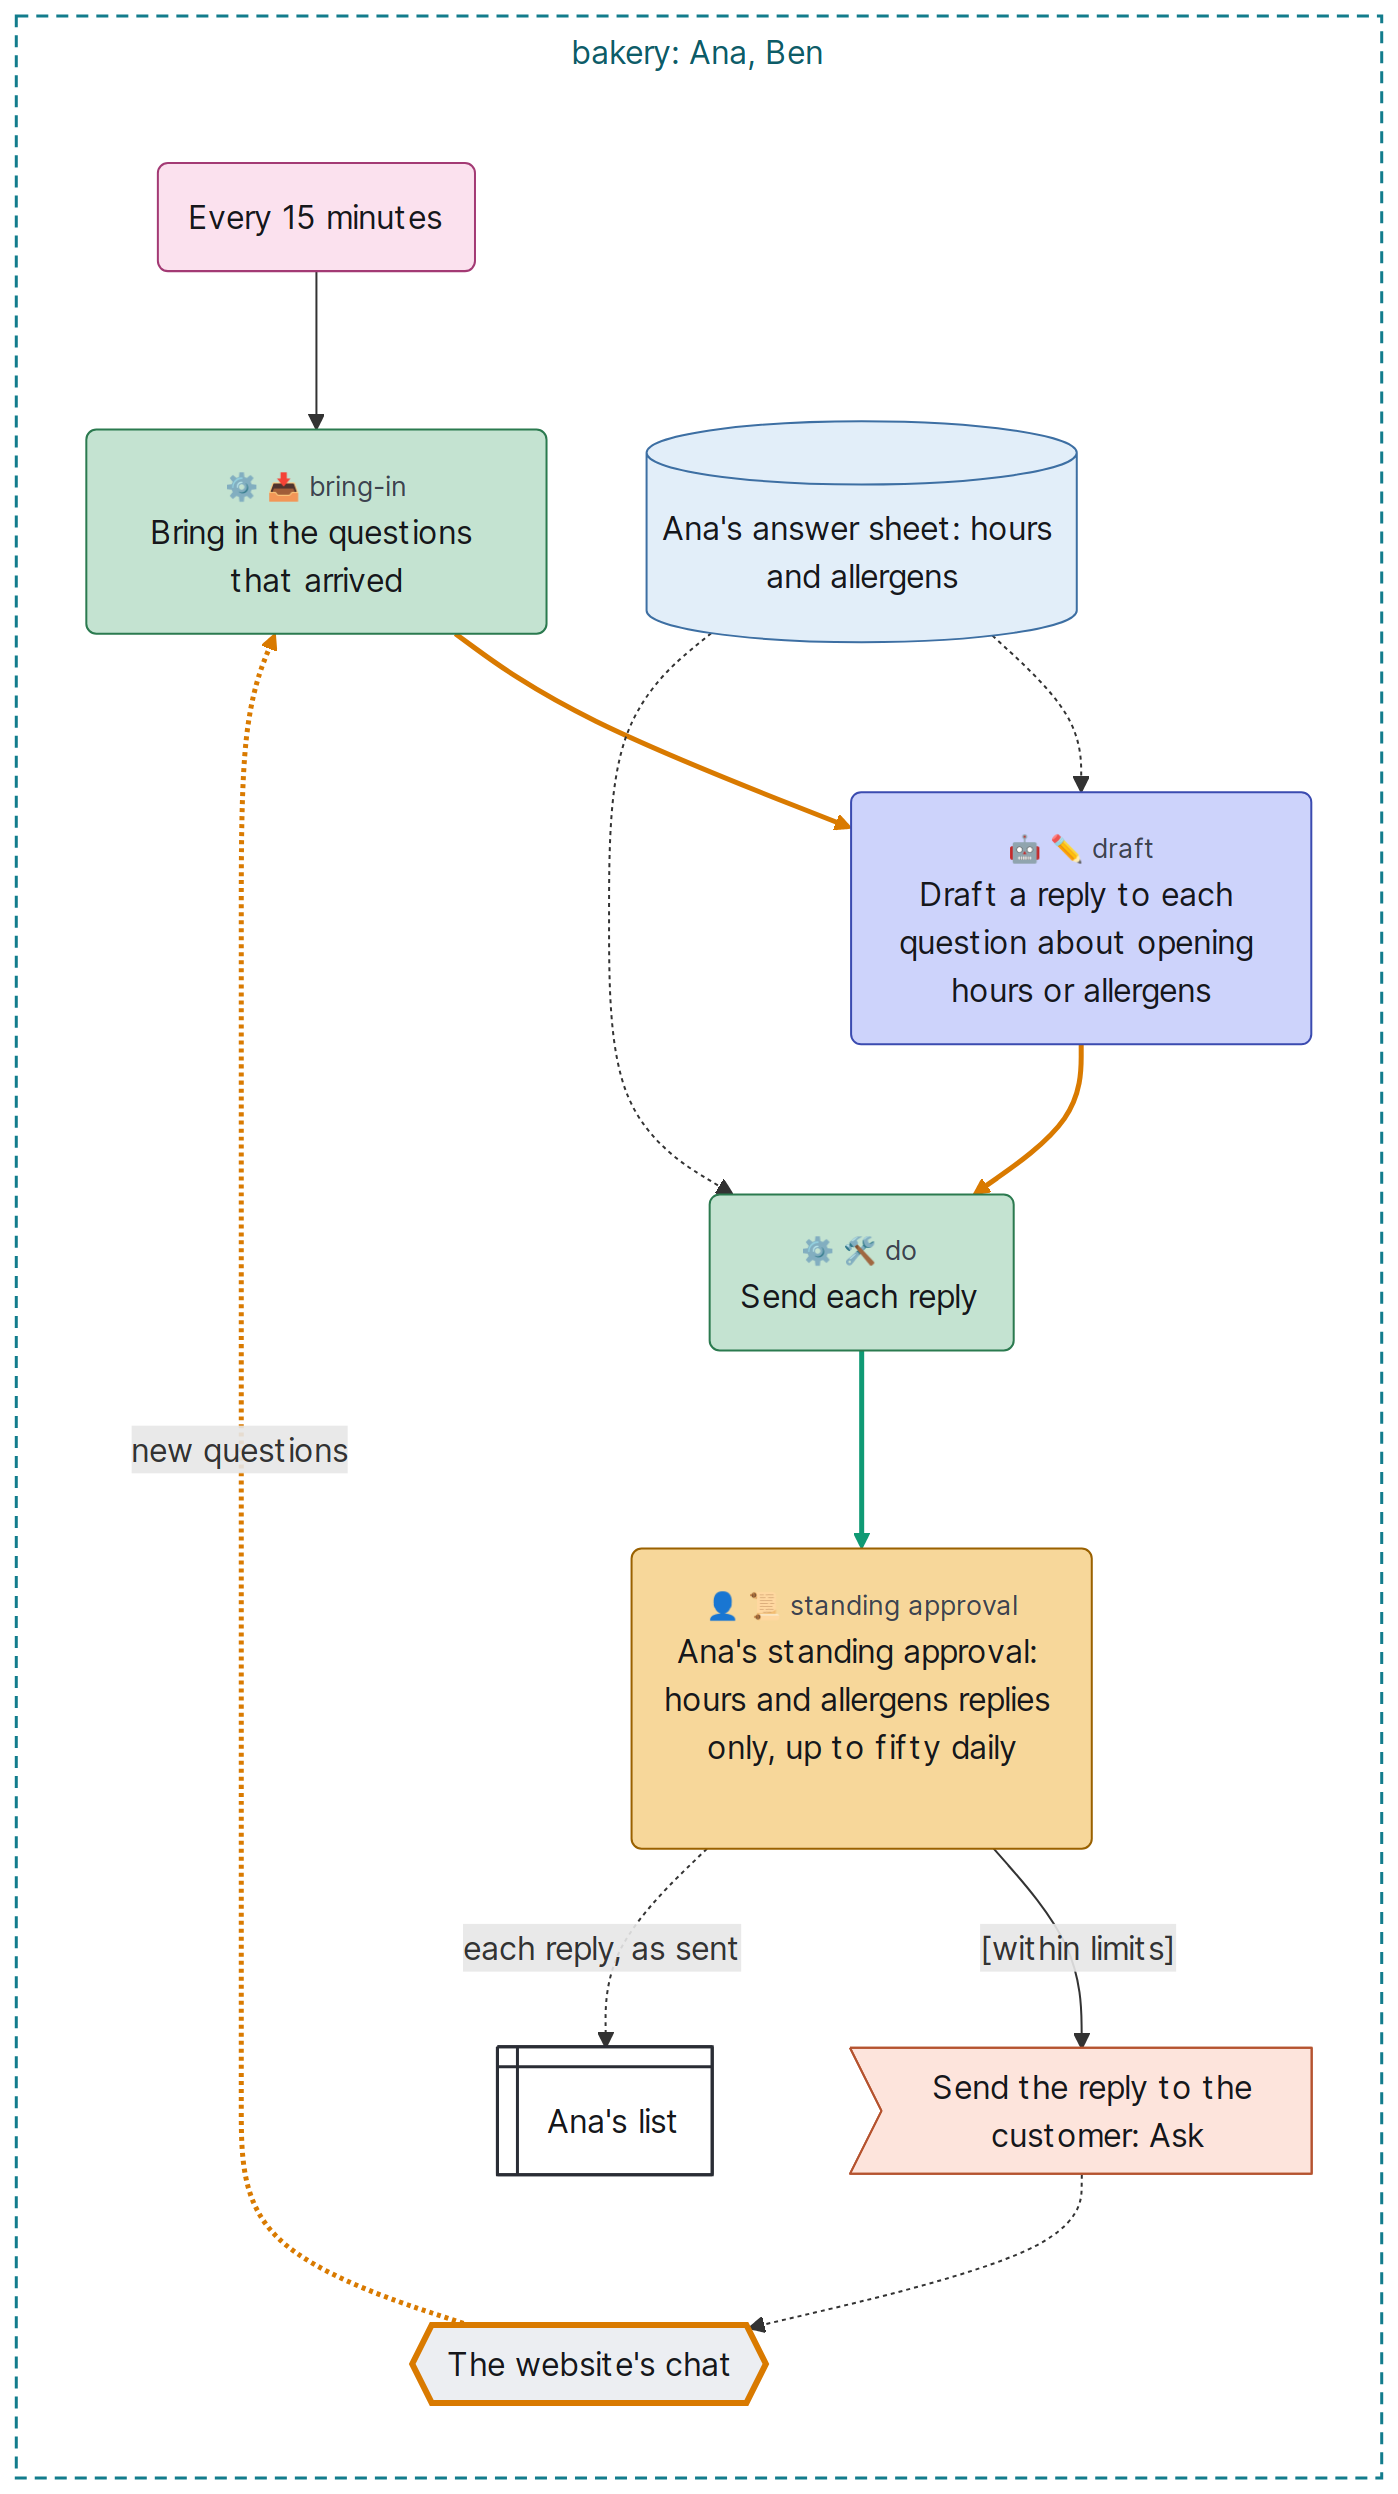 bakery: Ana, Ben
Every 15 minutes
bring-in
Bring in the questions
that arrived
Ana's answer sheet: hours
and allergens
draft
Draft a reply to each
question about opening
hours or allergens
do
Send each reply
new questions
standing approval
Ana's standing approval:
hours and allergens replies
only, up to fifty daily
each reply, as sent
[within limits]
Ana's list
Send the reply to the
customer: Ask
The website's chat